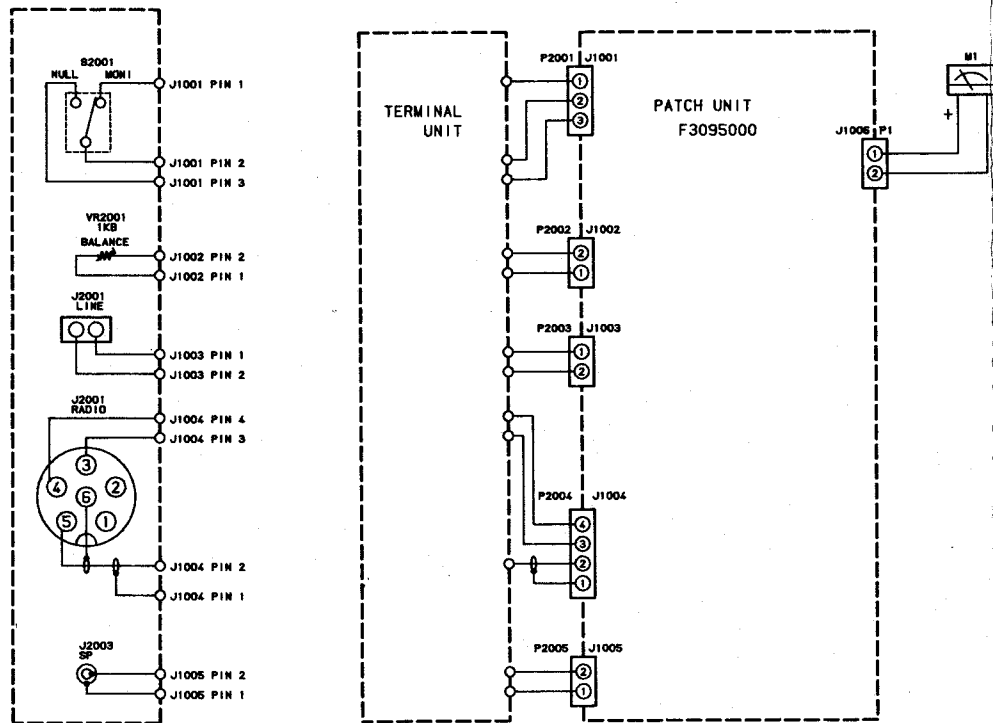 S2001
NULL MONI
J1001 PIN 1
J1001 PIN 2
J1001 PIN 3
VR2001
1KB
BALANCE
J1002 PIN 2
J1002 PIN 1
J2001
LINE
J1003 PIN 1
J1003 PIN 2
J2001
RADIO
J1004 PIN 4
J1004 PIN 3
3
4 2
6
5 1
J1004 PIN 2
J1004 PIN 1
J2003
SP
J1005 PIN 2
J1005 PIN 1
TERMINAL
UNIT
P2001 J1001
1
2
3
P2002 J1002
2
1
P2003 J1003
1
2
P2004 J1004
4
3
2
1
P2005 J1005
2
1
PATCH UNIT
F3095000
J1006 P1
1
2
M1
+